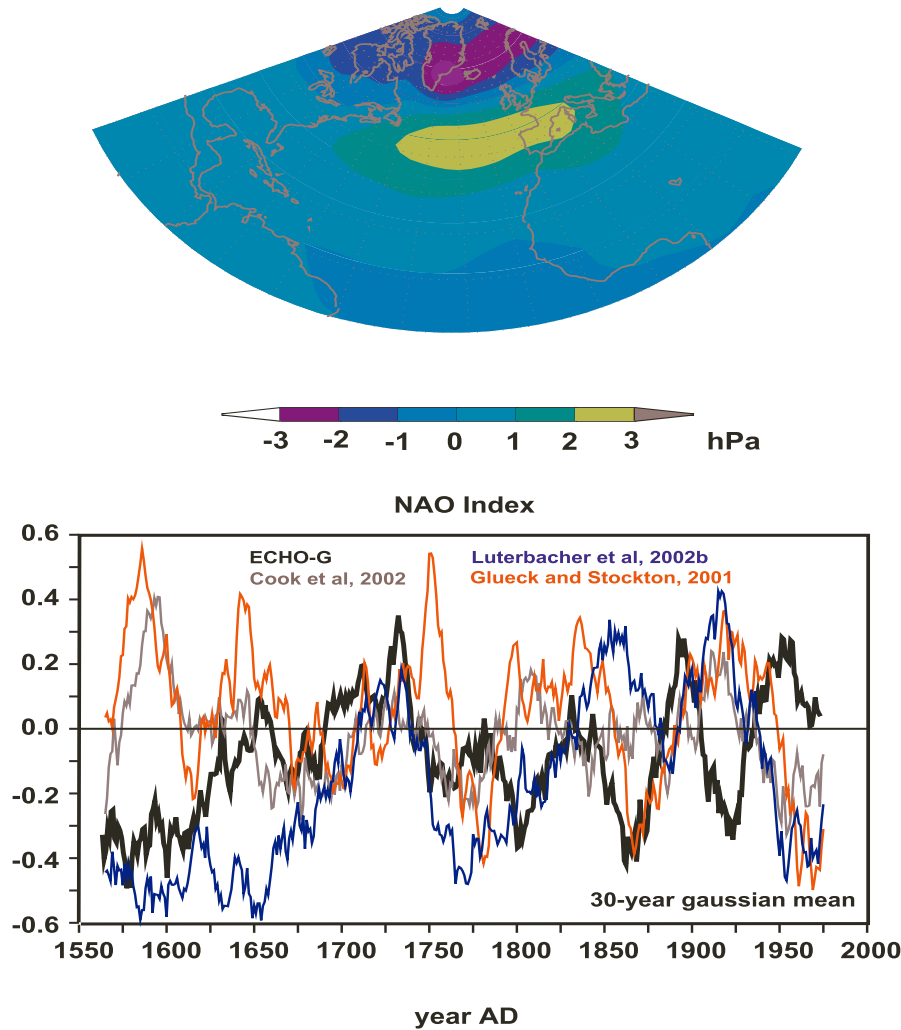 -3 -2 -1 0 1 2 3 hPa
NAO Index
0.6
0.4
0.2
0.0
-0.2
-0.4
-0.6
ECHO-G
Cook et al, 2002
Luterbacher et al, 2002b
Glueck and Stockton, 2001
30-year gaussian mean
1550 1600 1650 1700 1750 1800 1850 1900 1950 2000
year AD